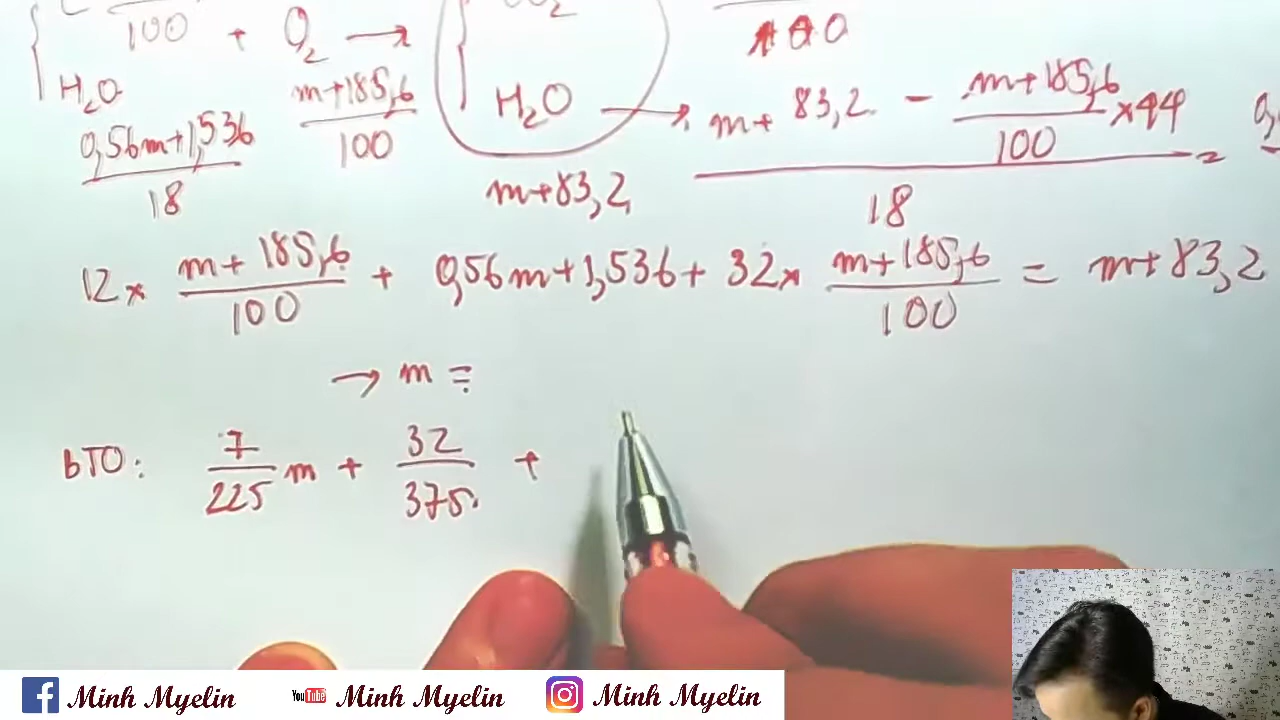 100 + O2 → 100
H2O m+185,6/100 H2O → m+ 83,2 - m+185,6/100 ×44
0,56m+1,536/18 m+83,2 18 =
12× m+185,6/100 + 0,56m+1,536+ 32× m+185,6/100 = m+83,2
→ m =
BTO: 7/225 m + 32/375 +
Minh Myelin YouTube Minh Myelin Minh Myelin